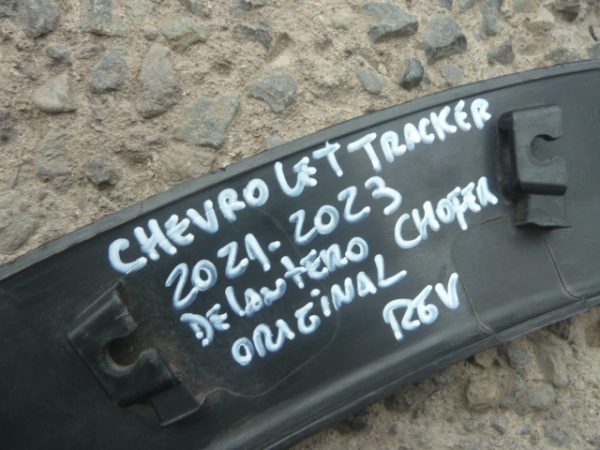 CHEVROLET TRACKER
2021-2023
DELANTERO CHOFER
ORIGINAL RGV